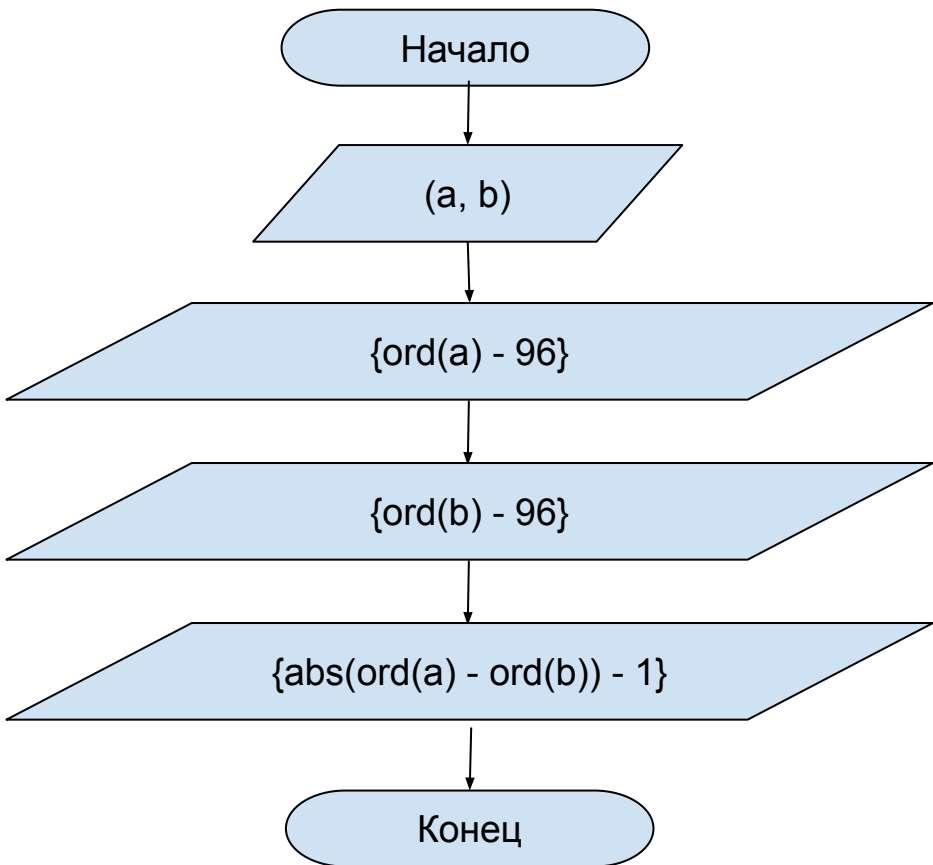 Начало
(a, b)
{ord(a) - 96}
{ord(b) - 96}
{abs(ord(a) - ord(b)) - 1}
Конец